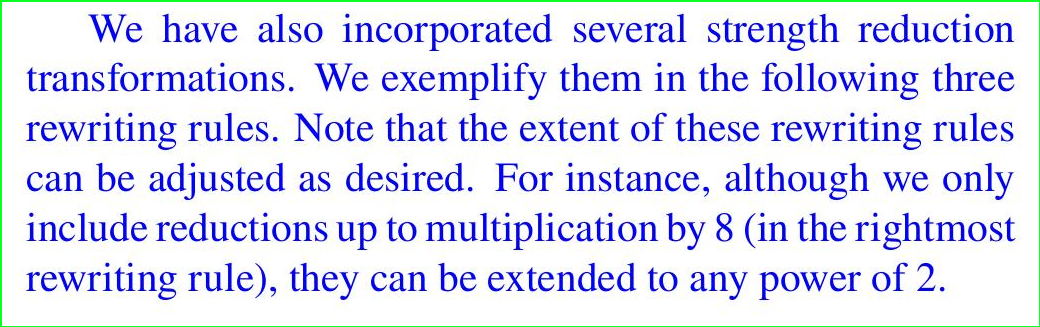 We have also incorporated several strength reduction
transformations. We exemplify them in the following three
rewriting rules. Note that the extent of these rewriting rules
can be adjusted as desired. For instance, although we only
include reductions up to multiplication by 8 (in the rightmost
rewriting rule), they can be extended to any power of 2.